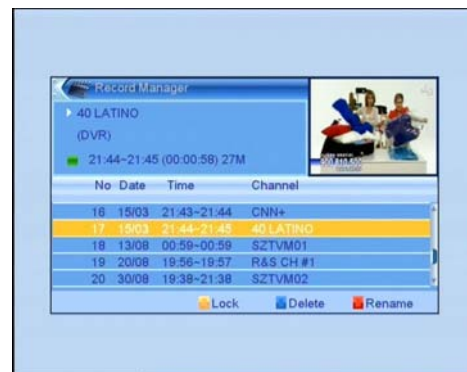 Record Manager
40 LATINO
(DVR)
21:44~21:45 (00:00:58) 27M
No Date Time Channel
16 15/03 21:43~21:44 CNN+
17 15/03 21:44~21:45 40 LATINO
18 13/08 00:59~00:59 SZTVM01
19 20/08 19:56~19:57 R&S CH #1
20 30/08 19:38~21:38 SZTVM02
Lock Delete Rename